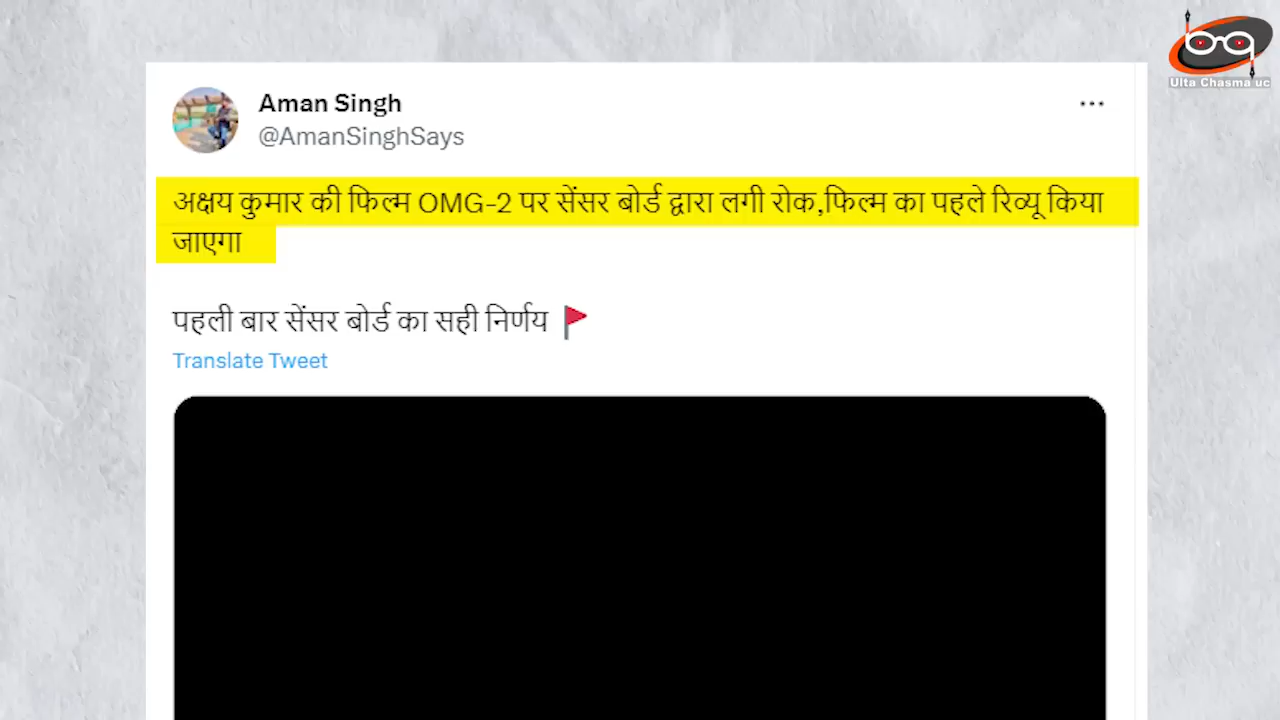 Ulta Chasma uc
Aman Singh
@AmanSinghSays
अक्षय कुमार की फिल्म OMG-2 पर सेंसर बोर्ड द्वारा लगी रोक,फिल्म का पहले रिव्यू किया
जाएगा
पहली बार सेंसर बोर्ड का सही निर्णय 🚩
Translate Tweet